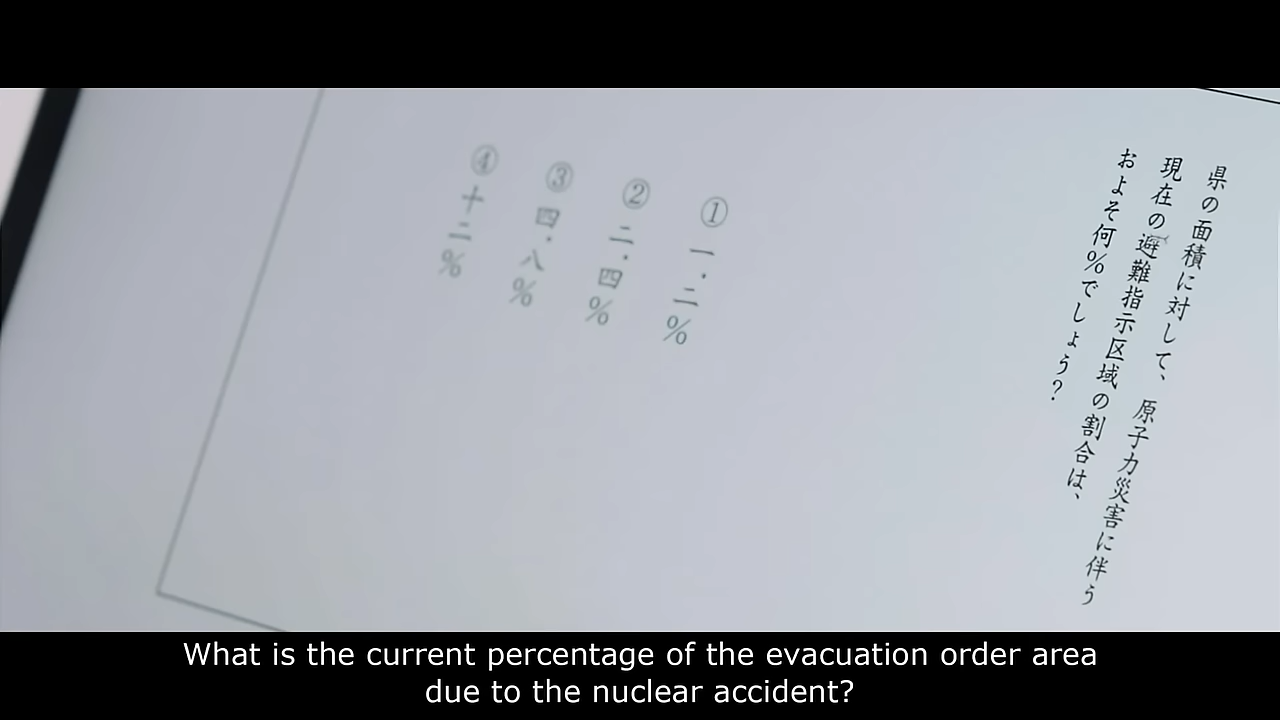 県の面積に対して、原子力災害に伴う
現在の避難指示区域の割合は、
およそ何%でしょう?
① 一・二%
② 二・四%
③ 四・八%
④ 十二%
What is the current percentage of the evacuation order area
due to the nuclear accident?